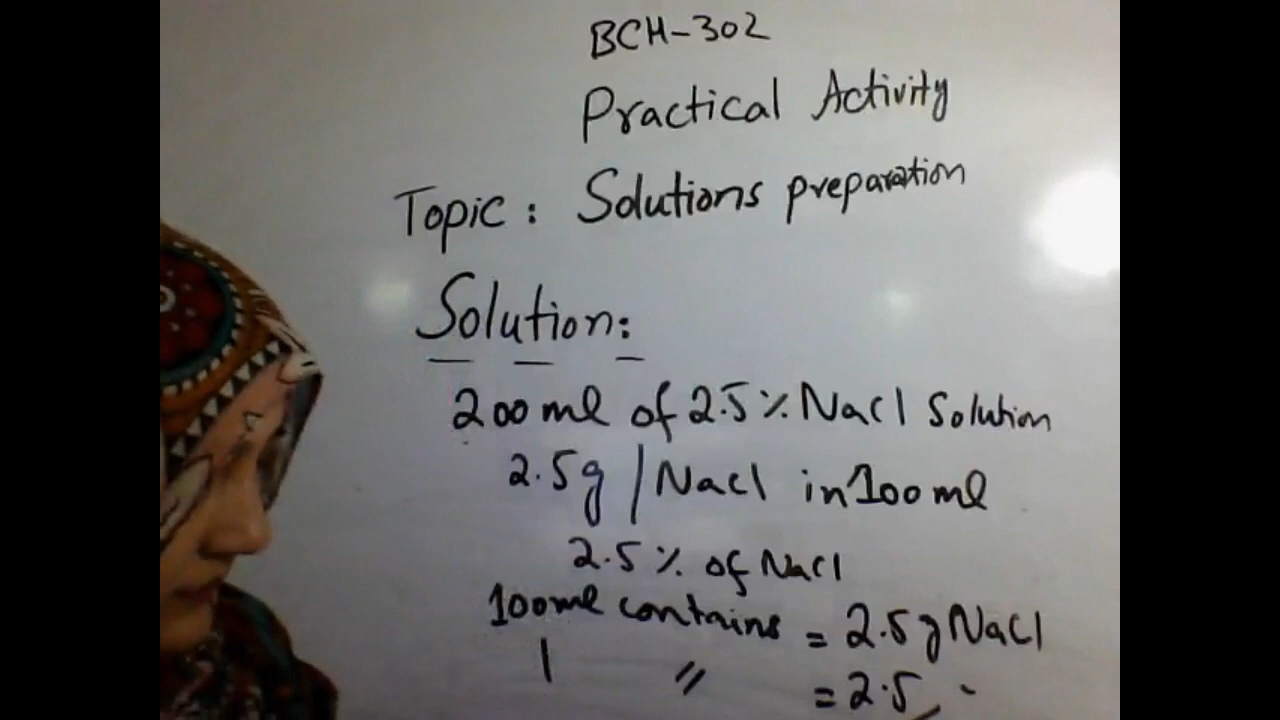 BCH-302
Practical Activity
Topic: Solutions preparation
Solution:
200 ml of 2.5% NaCl Solution
2.5g / NaCl in 100 ml
2.5% of NaCl
100ml contains = 2.5g NaCl
1 〃 = 2.5